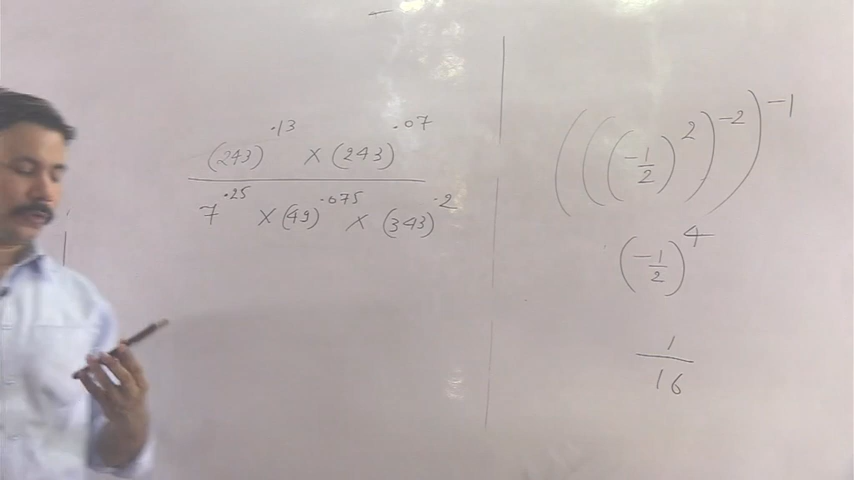 (243)^.13 × (243)^.07
7^.25 × (49)^.075 × (343)^.2
(((-1/2)^2)^-2)^-1
(-1/2)^4
1/16